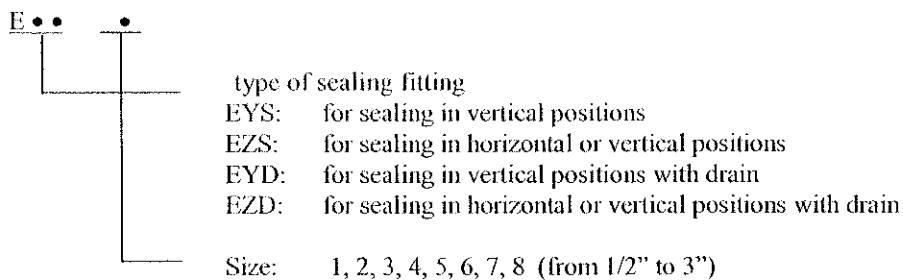 E • • •
type of sealing fitting
EYS: for sealing in vertical positions
EZS: for sealing in horizontal or vertical positions
EYD: for sealing in vertical positions with drain
EZD: for sealing in horizontal or vertical positions with drain
Size: 1, 2, 3, 4, 5, 6, 7, 8 (from 1/2” to 3”)